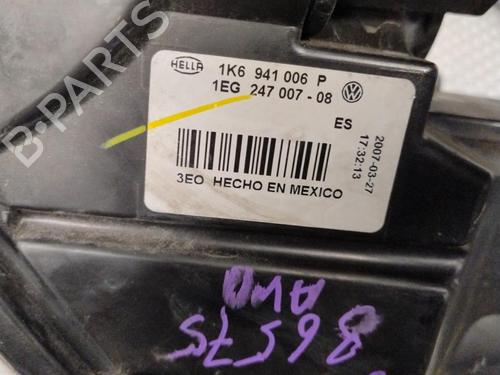 B-PARTS
HELLA
1K6 941 006 P
1EG 247 007-08
ES
2007-03-27
17:32:13
3EO HECHO EN MEXICO